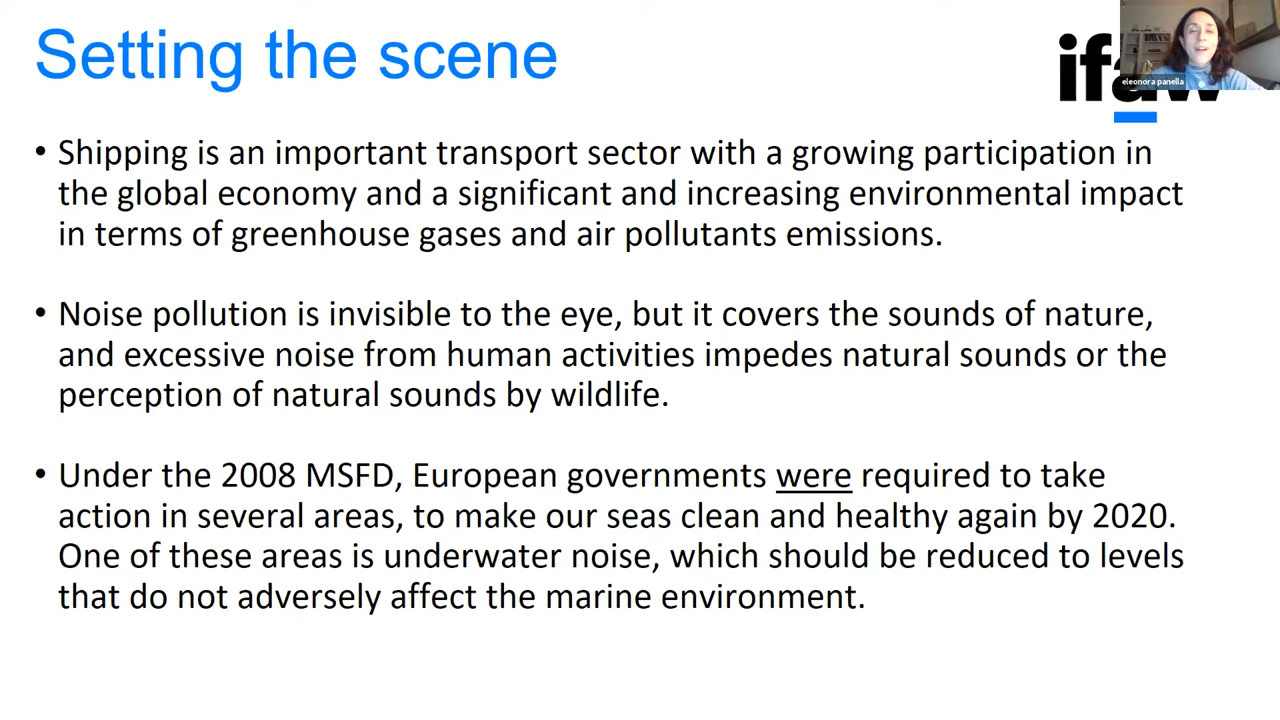 Setting the scene
ifaw
eleonora panella
• Shipping is an important transport sector with a growing participation in
the global economy and a significant and increasing environmental impact
in terms of greenhouse gases and air pollutants emissions.
• Noise pollution is invisible to the eye, but it covers the sounds of nature,
and excessive noise from human activities impedes natural sounds or the
perception of natural sounds by wildlife.
• Under the 2008 MSFD, European governments were required to take
action in several areas, to make our seas clean and healthy again by 2020.
One of these areas is underwater noise, which should be reduced to levels
that do not adversely affect the marine environment.